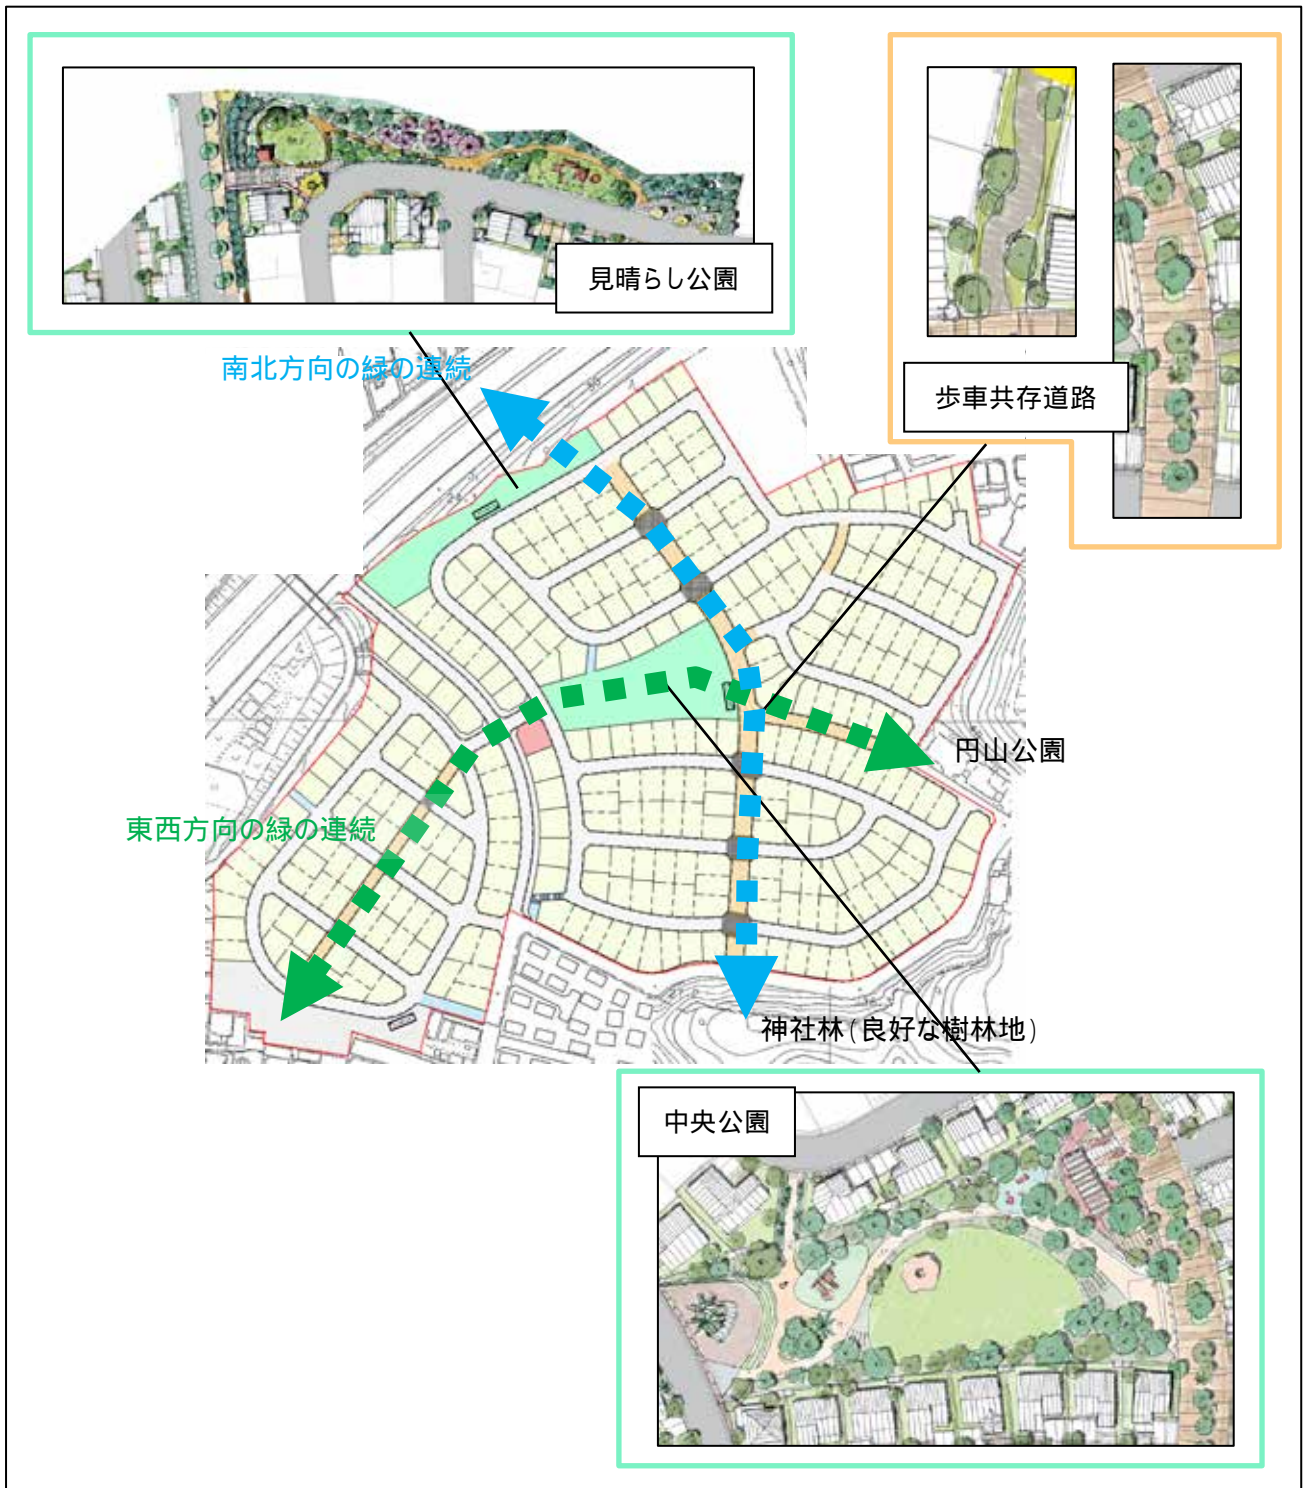 見晴らし公園
歩車共存道路
南北方向の緑の連続
円山公園
東西方向の緑の連続
神社林(良好な樹林地)
中央公園